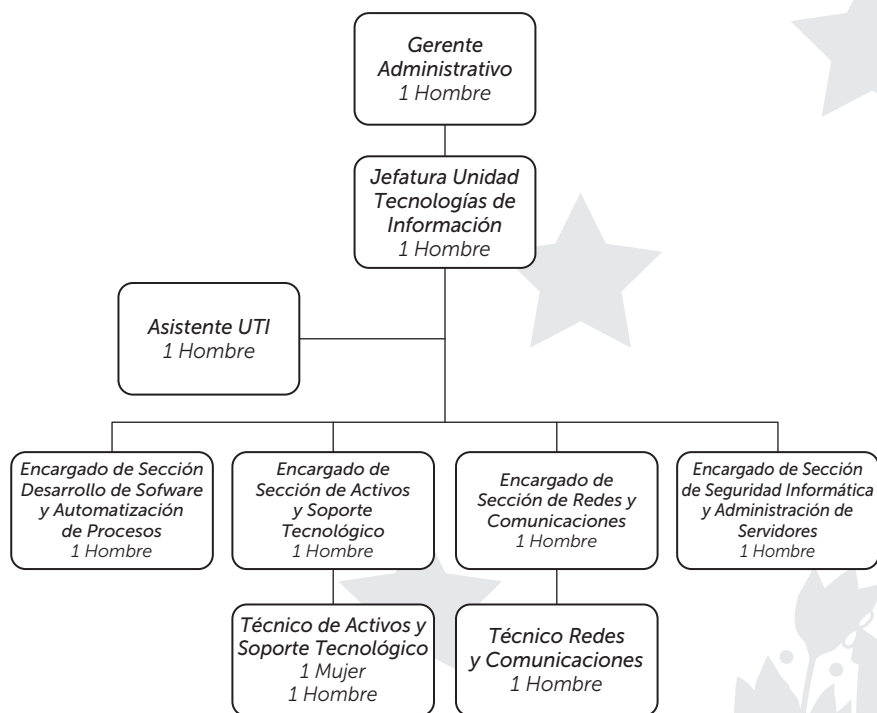 Gerente
Administrativo
1 Hombre
Jefatura Unidad
Tecnologías de
Información
1 Hombre
Asistente UTI
1 Hombre
Encargado de Sección
Desarrollo de Sofware
y Automatización
de Procesos
1 Hombre
Encargado de
Sección de Activos
y Soporte
Tecnológico
1 Hombre
Encargado de
Sección de Redes y
Comunicaciones
1 Hombre
Encargado de Sección
de Seguridad Informática
y Administración de
Servidores
1 Hombre
Técnico de Activos y
Soporte Tecnológico
1 Mujer
1 Hombre
Técnico Redes
y Comunicaciones
1 Hombre